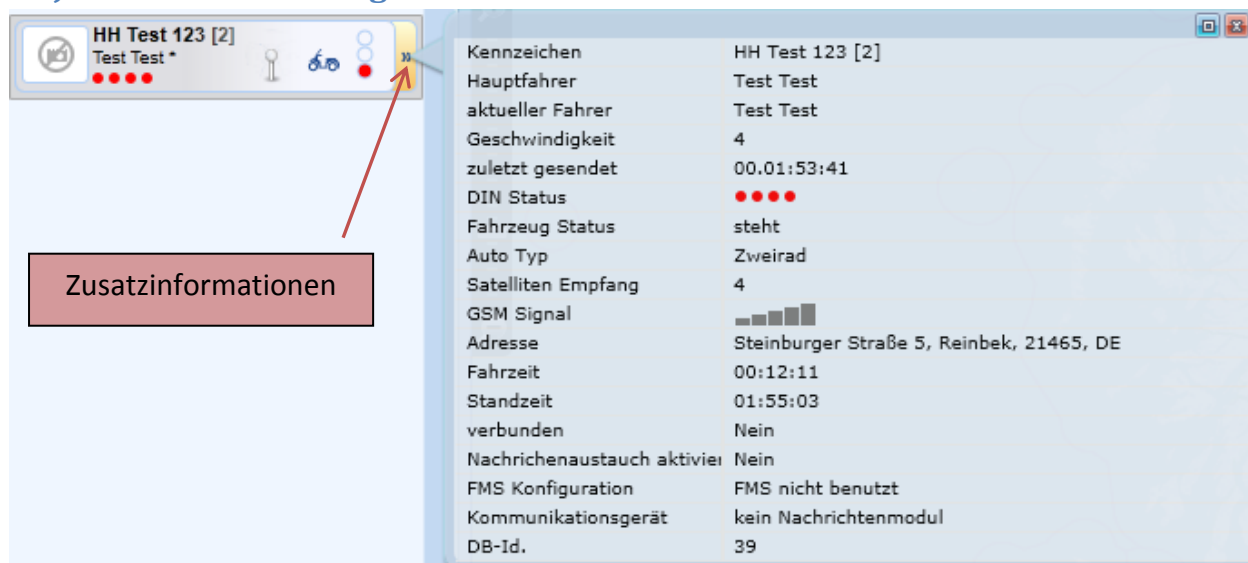 HH Test 123 [2]
Test Test *
»
Zusatzinformationen
Kennzeichen HH Test 123 [2]
Hauptfahrer Test Test
aktueller Fahrer Test Test
Geschwindigkeit 4
zuletzt gesendet 00.01:53:41
DIN Status
Fahrzeug Status steht
Auto Typ Zweirad
Satelliten Empfang 4
GSM Signal
Adresse Steinburger Straße 5, Reinbek, 21465, DE
Fahrzeit 00:12:11
Standzeit 01:55:03
verbunden Nein
Nachrichenaustauch aktivier Nein
FMS Konfiguration FMS nicht benutzt
Kommunikationsgerät kein Nachrichtenmodul
DB-Id. 39